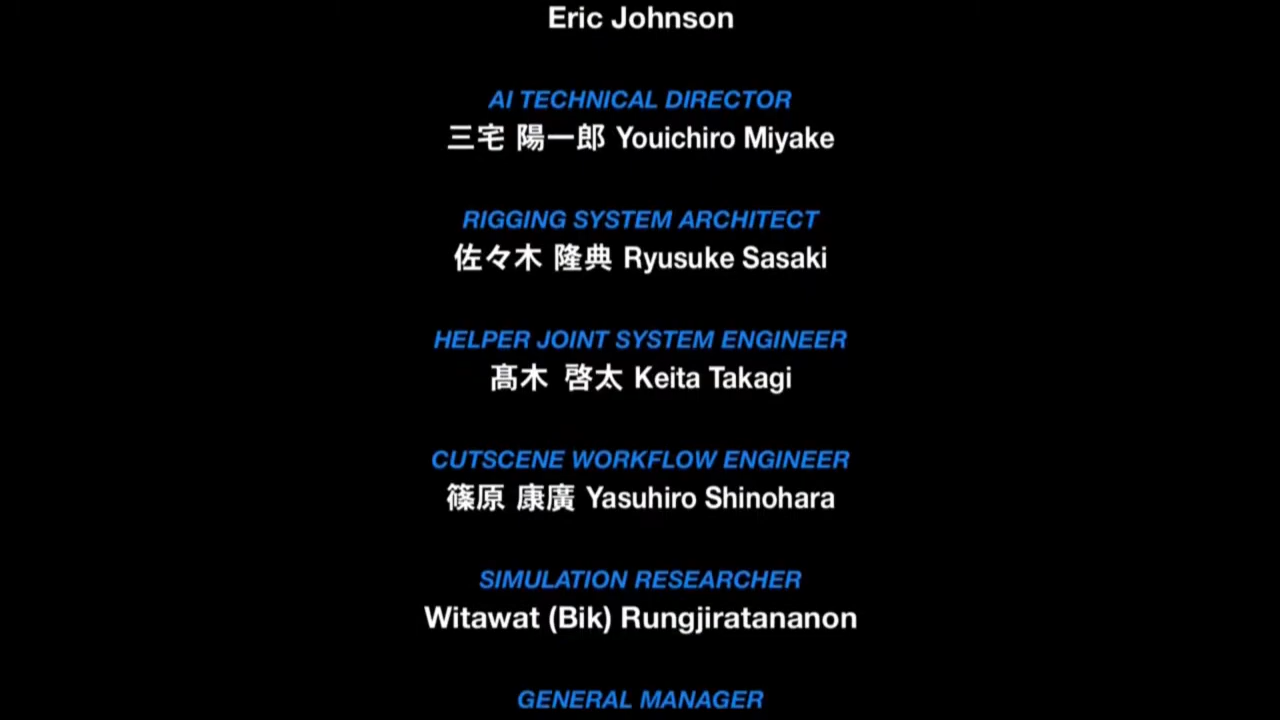 Eric Johnson
AI TECHNICAL DIRECTOR
三宅 陽一郎 Youichiro Miyake
RIGGING SYSTEM ARCHITECT
佐々木 隆典 Ryusuke Sasaki
HELPER JOINT SYSTEM ENGINEER
髙木 啓太 Keita Takagi
CUTSCENE WORKFLOW ENGINEER
篠原 康廣 Yasuhiro Shinohara
SIMULATION RESEARCHER
Witawat (Bik) Rungjiratananon
GENERAL MANAGER